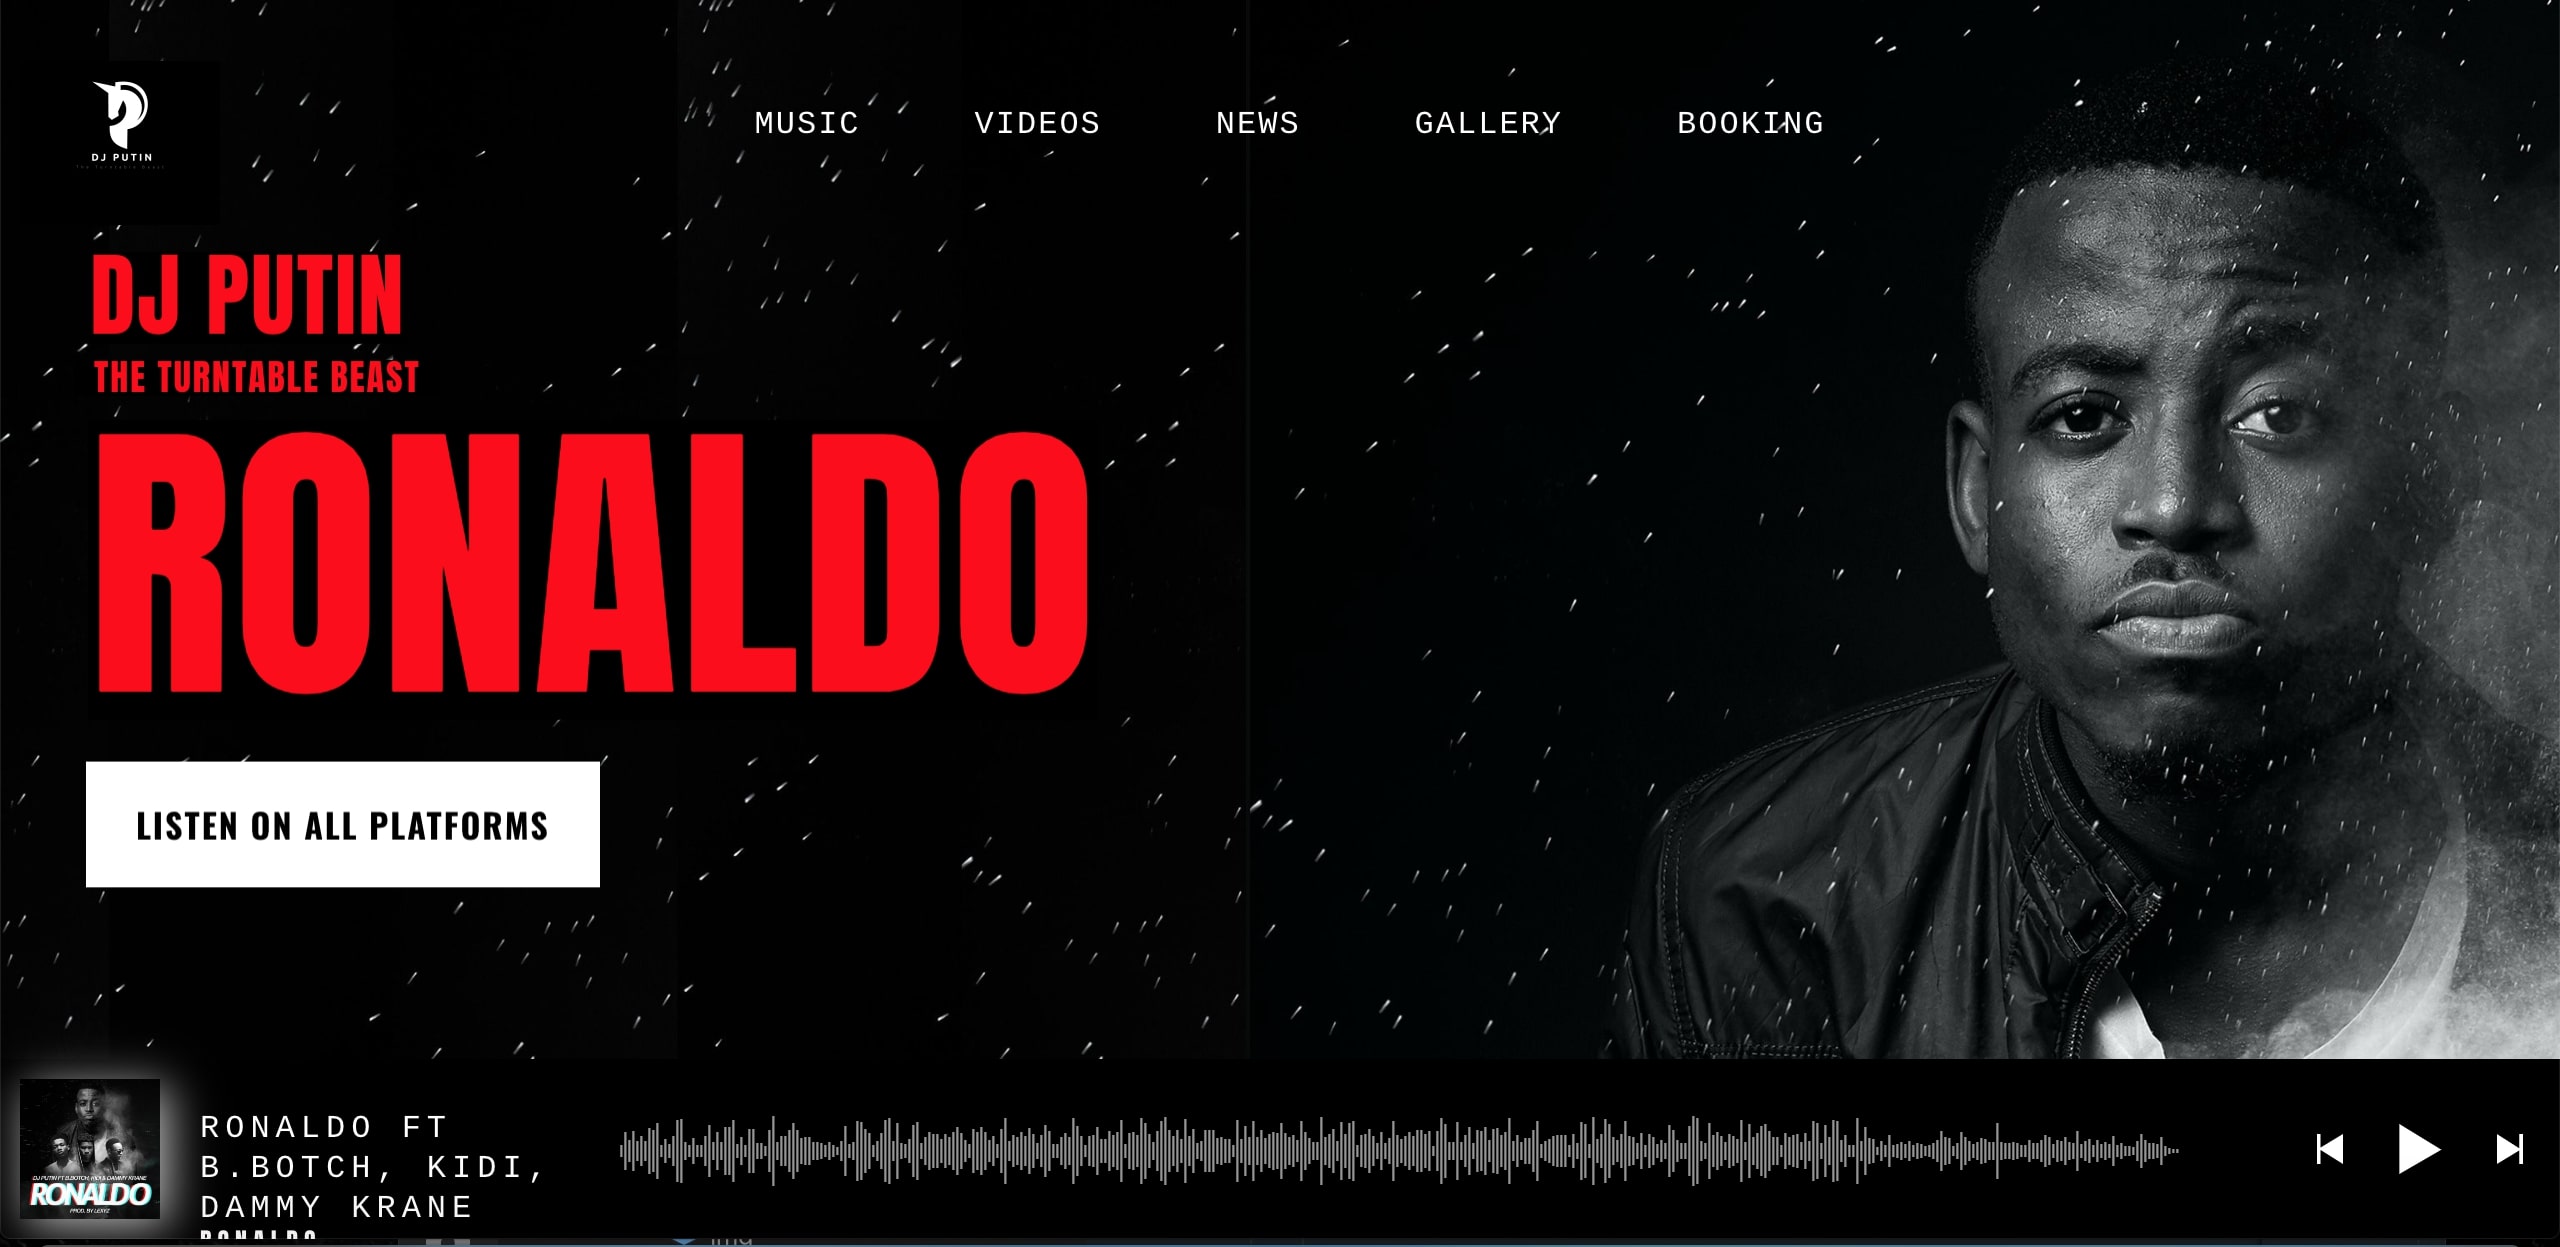 DJ PUTIN
The Turntable Beast
MUSIC VIDEOS NEWS GALLERY BOOKING
DJ PUTIN
THE TURNTABLE BEAST
RONALDO
LISTEN ON ALL PLATFORMS
DJ PUTIN FT B.BOTCH, KIDI & DAMMY KRANE
RONALDO
PROD. BY LEXYZ
RONALDO FT
B.BOTCH, KIDI,
DAMMY KRANE
RONALDO